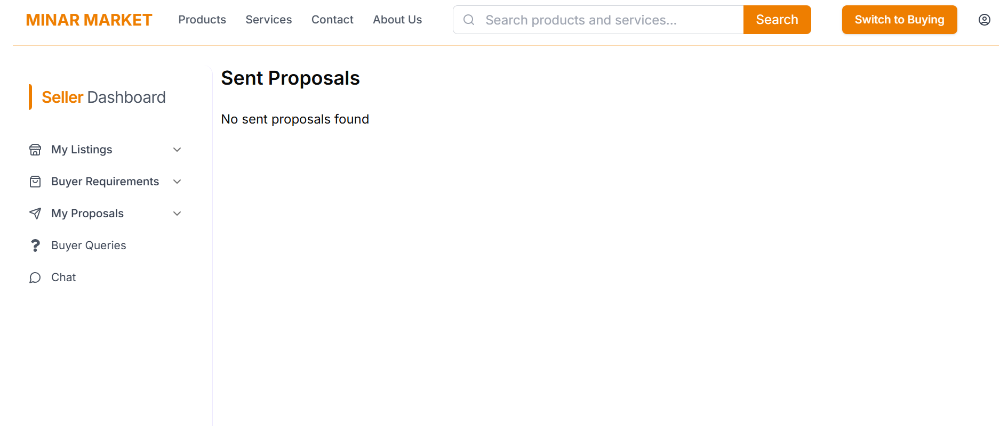 MINAR MARKET
Products
Services
Contact
About Us
Search products and services...
Search
Switch to Buying
Seller Dashboard
My Listings
Buyer Requirements
My Proposals
Buyer Queries
Chat
Sent Proposals
No sent proposals found